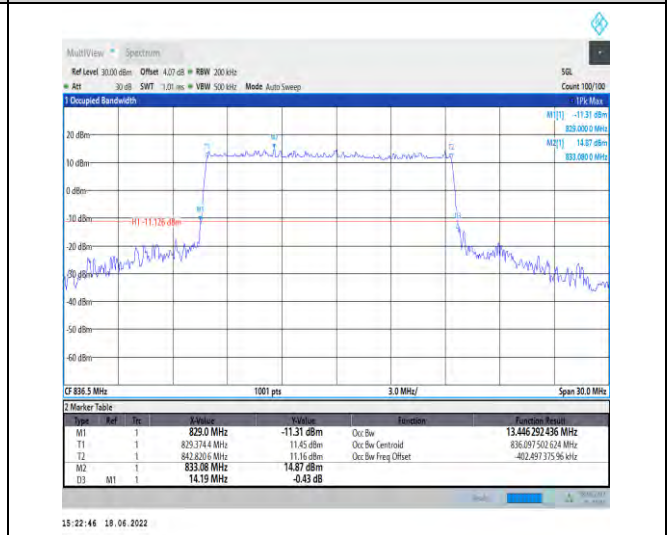 MultiView Spectrum
Ref Level 30.00 dBm Offset 4.07 dB RBW 200 kHz SGL
Att 30 dB SWT 1.01 ms VBW 500 kHz Mode Auto Sweep Count 100/100
1 Occupied Bandwidth 1Pk Max
M1[1] -11.31 dBm
829.000 0 MHz
M2[1] 14.87 dBm
833.080 0 MHz
20 dBm
M2
T1 T2
10 dBm
0 dBm
M1
-10 dBm
H1 -11.126 dBm
-20 dBm
-30 dBm
-40 dBm
-50 dBm
-60 dBm
CF 836.5 MHz 1001 pts 3.0 MHz/ Span 30.0 MHz
2 Marker Table
Type Ref Trc X-Value Y-Value Function Function Result
M1 1 829.0 MHz -11.31 dBm Occ Bw 13.446 292 436 MHz
T1 1 829.374 4 MHz 11.45 dBm Occ Bw Centroid 836.097 502 624 MHz
T2 1 842.820 6 MHz 11.16 dBm Occ Bw Freq Offset -402.497 375 96 kHz
M2 1 833.08 MHz 14.87 dBm
D3 M1 1 14.19 MHz -0.43 dB
15:22:46 18.06.2022